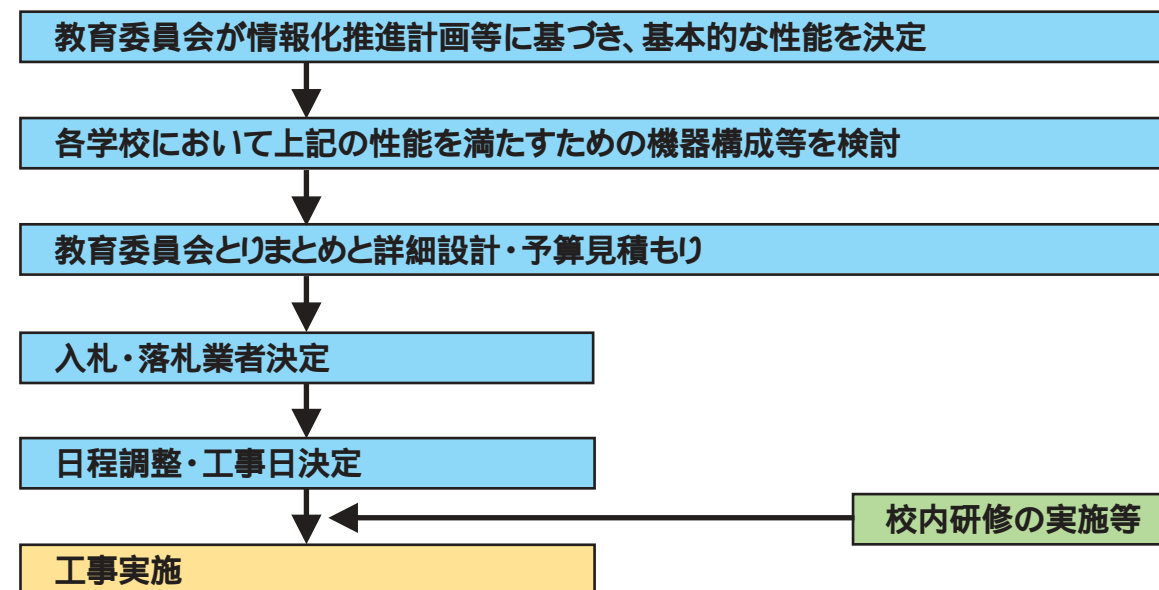 教育委員会が情報化推進計画等に基づき、基本的な性能を決定
各学校において上記の性能を満たすための機器構成等を検討
教育委員会とりまとめと詳細設計・予算見積もり
入札・落札業者決定
日程調整・工事日決定
校内研修の実施等
工事実施